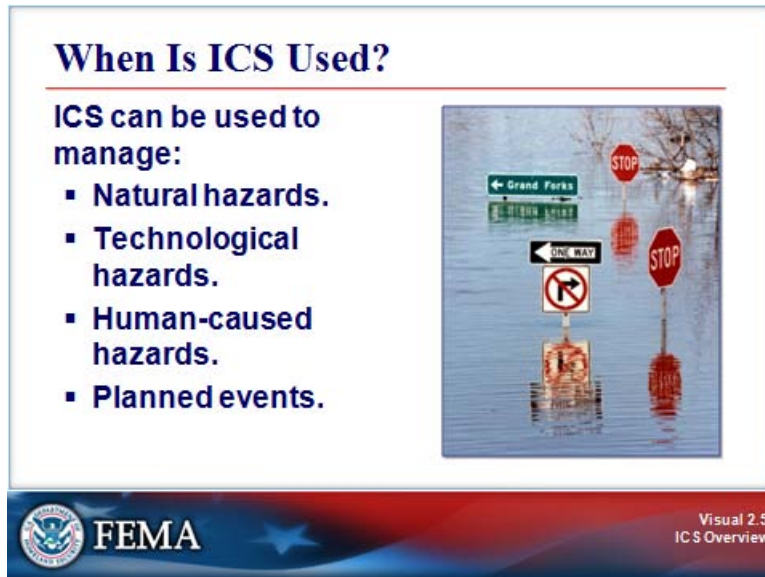 When Is ICS Used?
ICS can be used to
manage:
▪ Natural hazards.
▪ Technological
hazards.
▪ Human-caused
hazards.
▪ Planned events.
STOP
← Grand Forks
ONE WAY
STOP
FEMA
Visual 2.5
ICS Overview